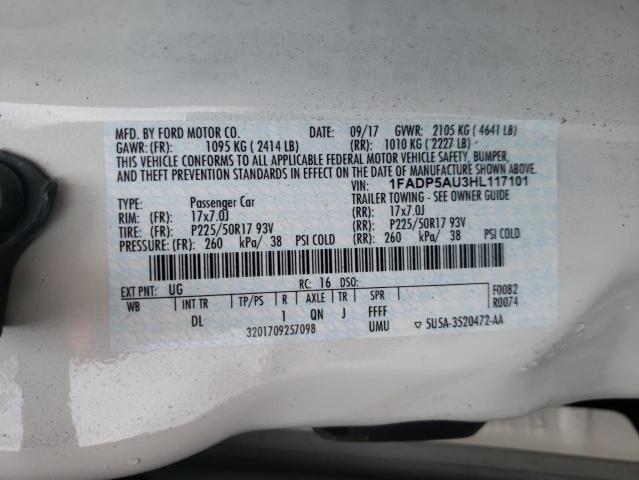 MFD. BY FORD MOTOR CO. DATE: 09/17 GVWR: 2105 KG ( 4641 LB)
GAWR: (FR): 1095 KG ( 2414 LB) (RR): 1010 KG ( 2227 LB)
THIS VEHICLE CONFORMS TO ALL APPLICABLE FEDERAL MOTOR VEHICLE SAFETY, BUMPER,
AND THEFT PREVENTION STANDARDS IN EFFECT ON THE DATE OF MANUFACTURE SHOWN ABOVE.
VIN: 1FADP5AU3HL117101
TYPE: Passenger Car TRAILER TOWING - SEE OWNER GUIDE
RIM: (FR): 17x7.0J (RR): 17x7.0J
TIRE: (FR): P225/50R17 93V (RR): P225/50R17 93V
PRESSURE: (FR): 260 kPa/ 38 PSI COLD (RR): 260 kPa/ 38 PSI COLD
EXT PNT: UG RC: 16 DSO: F0082
WB INT TR TP/PS R AXLE TR SPR R0074
DL 1 QN J FFFF
3201709257098 UMU ▽ 5U5A-3S20472-AA